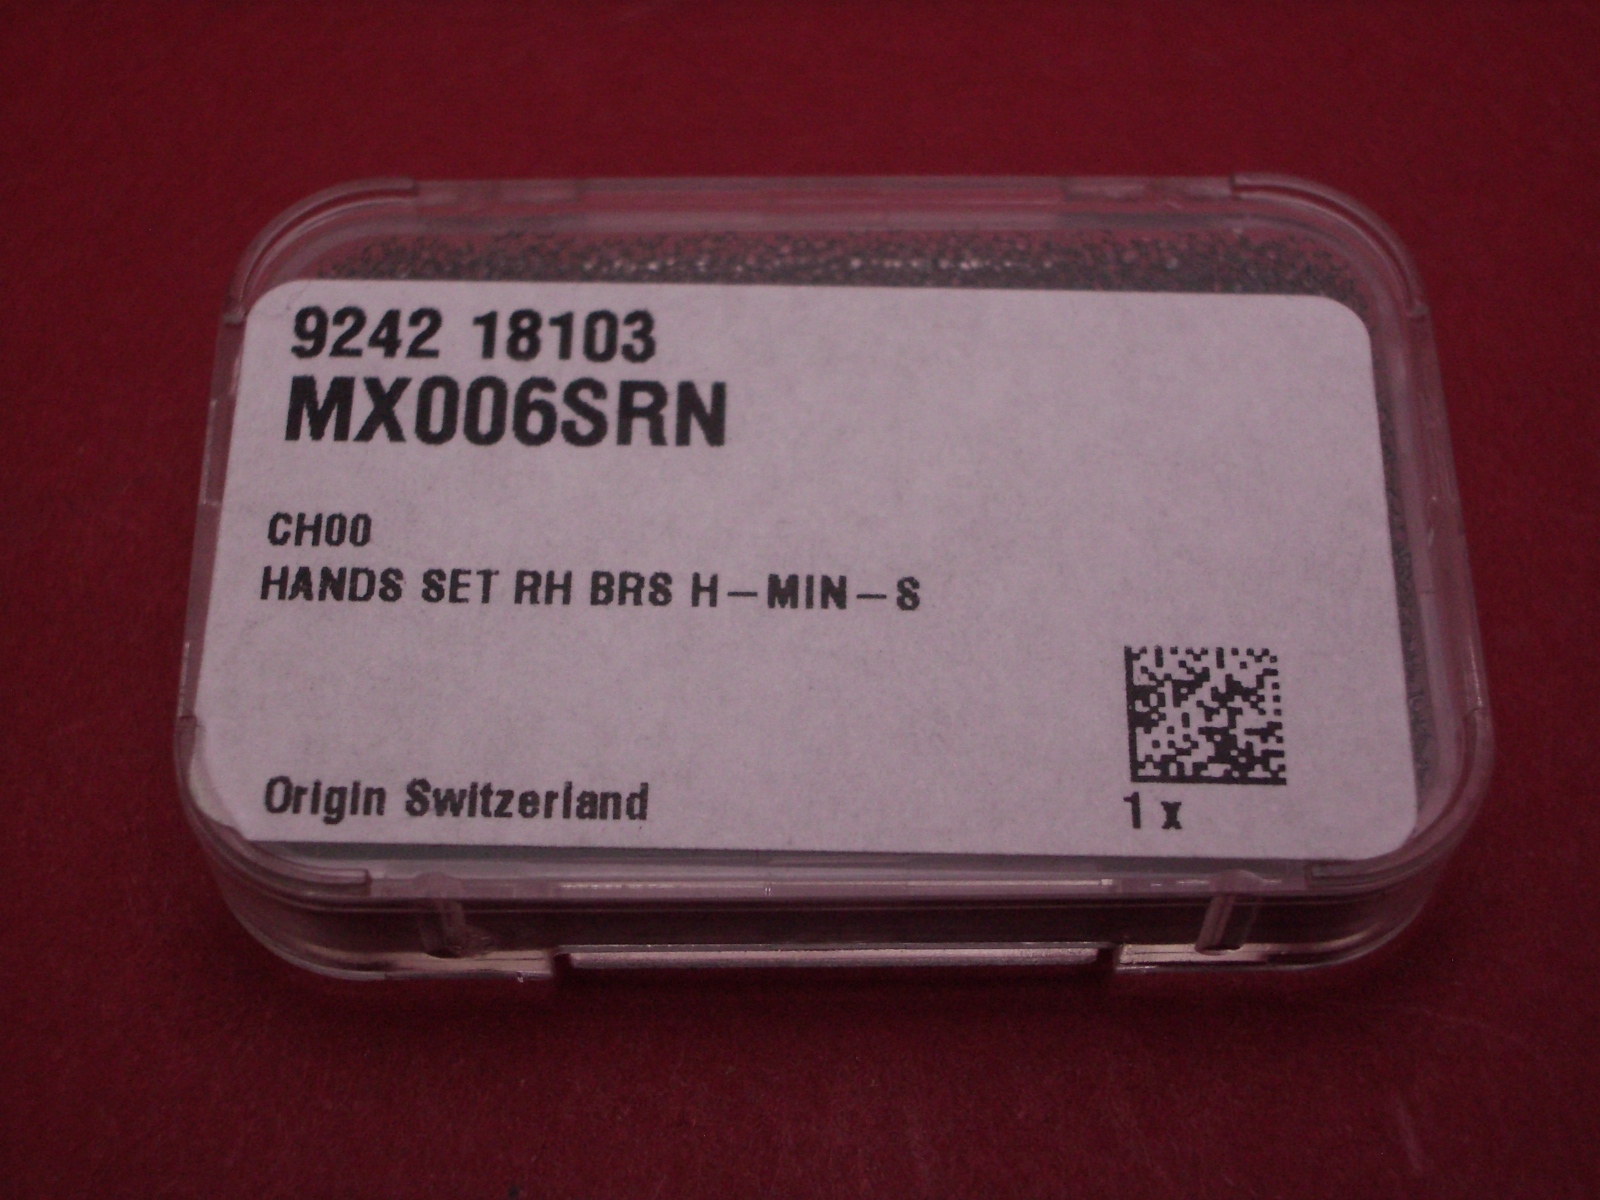 9242 18103
MX006SRN
CH00
HANDS SET RH BRS H-MIN-S
Origin Switzerland
1 x